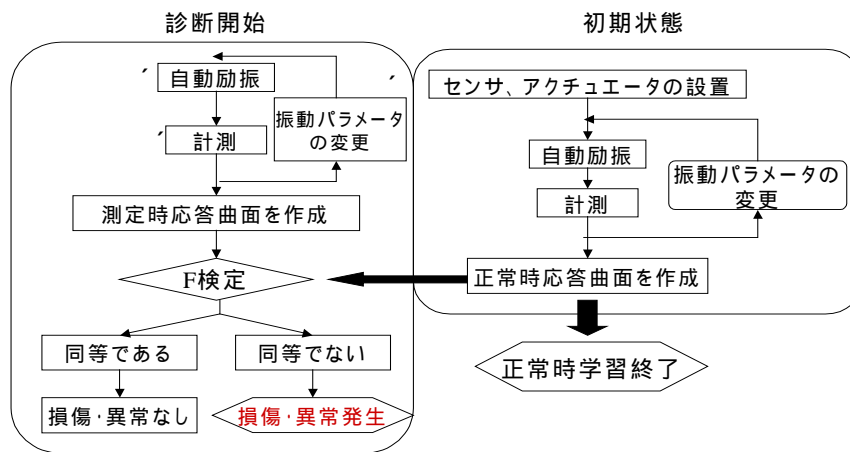 診断開始
´
自動励振
´
計測
´
振動パラメータ
の変更
測定時応答曲面を作成
F検定
同等である
同等でない
損傷・異常なし
損傷・異常発生
初期状態
センサ、アクチュエータの設置
自動励振
計測
振動パラメータの
変更
正常時応答曲面を作成
正常時学習終了